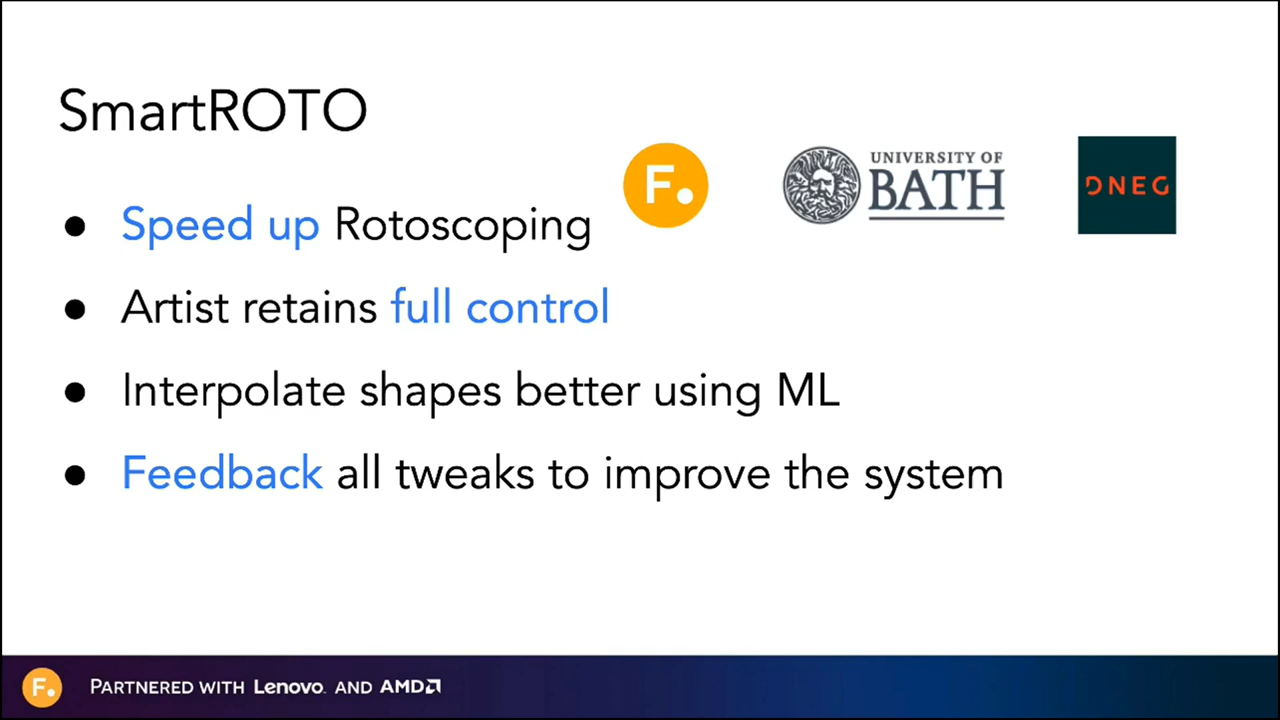 SmartROTO
F.
UNIVERSITY OF
BATH
DNEG
● Speed up Rotoscoping
● Artist retains full control
● Interpolate shapes better using ML
● Feedback all tweaks to improve the system
F. PARTNERED WITH Lenovo. AND AMD